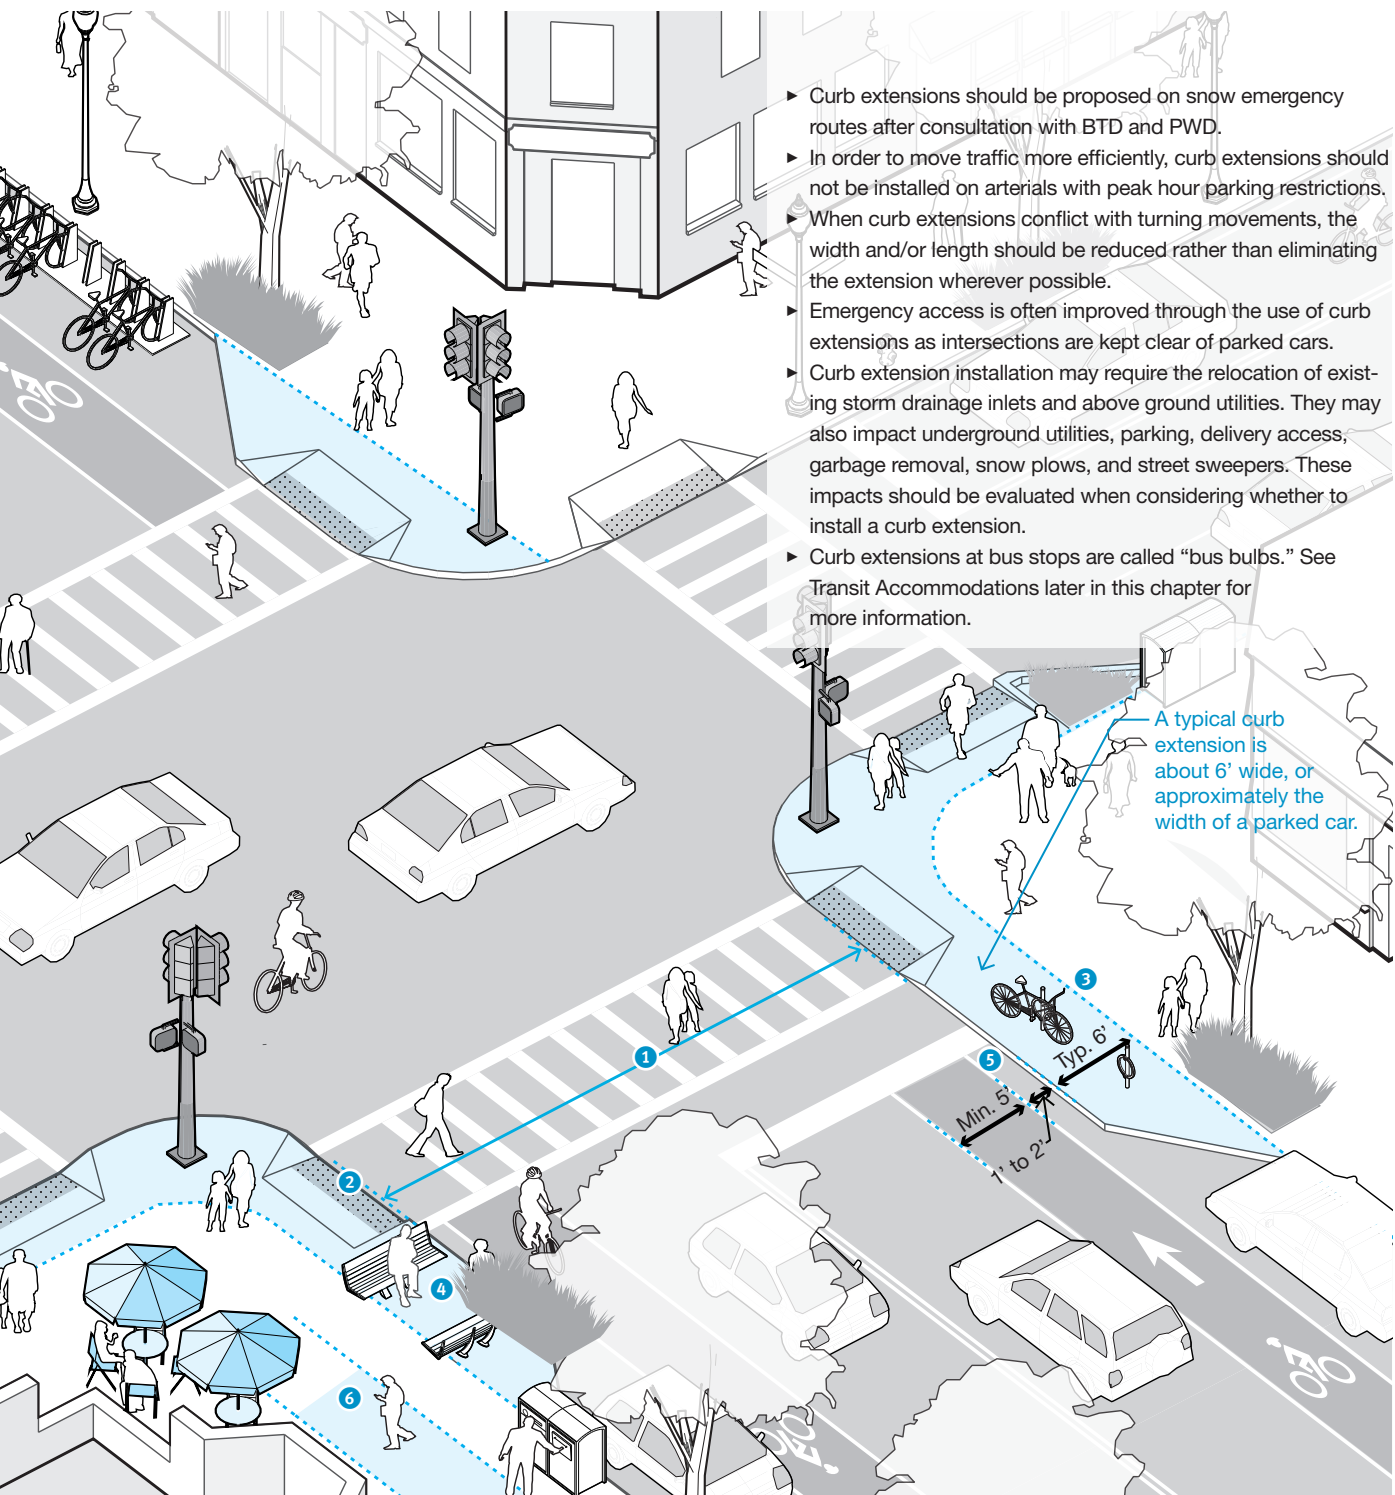 ► Curb extensions should be proposed on snow emergency
routes after consultation with BTD and PWD.
► In order to move traffic more efficiently, curb extensions should
not be installed on arterials with peak hour parking restrictions.
► When curb extensions conflict with turning movements, the
width and/or length should be reduced rather than eliminating
the extension wherever possible.
► Emergency access is often improved through the use of curb
extensions as intersections are kept clear of parked cars.
► Curb extension installation may require the relocation of exist-
ing storm drainage inlets and above ground utilities. They may
also impact underground utilities, parking, delivery access,
garbage removal, snow plows, and street sweepers. These
impacts should be evaluated when considering whether to
install a curb extension.
► Curb extensions at bus stops are called “bus bulbs.” See
Transit Accommodations later in this chapter for
more information.
A typical curb
extension is
about 6’ wide, or
approximately the
width of a parked car.
3
1
5
Typ. 6’
Min. 5’
1’ to 2’
2
4
6